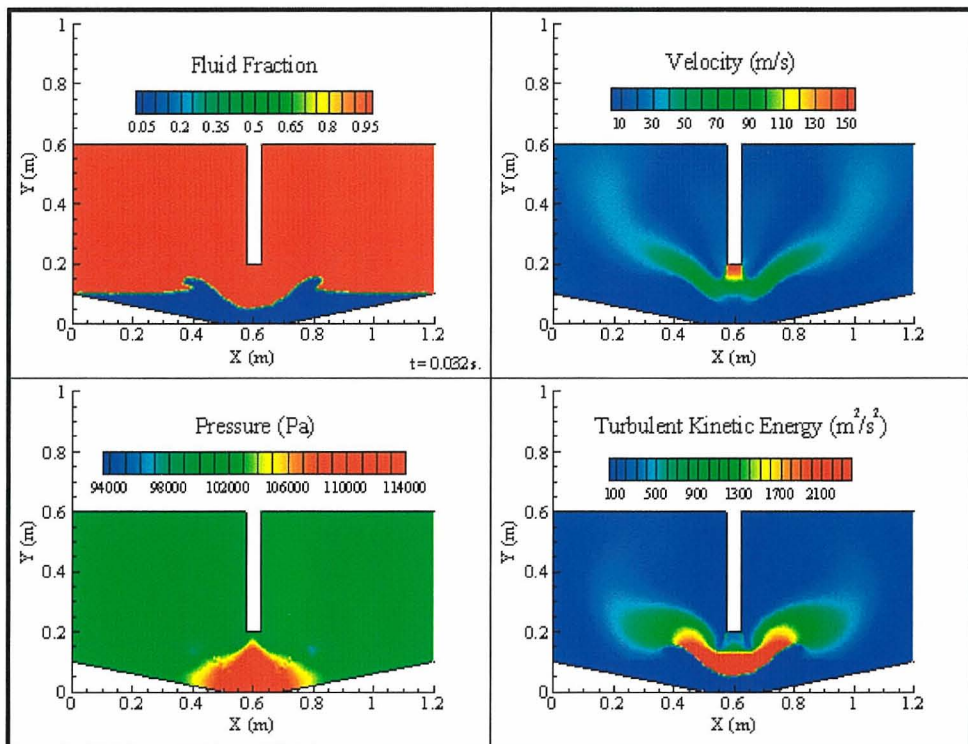 Fluid Fraction
0.05 0.2 0.35 0.5 0.65 0.8 0.95
Y (m)
1
0.8
0.6
0.4
0.2
0
0 0.2 0.4 0.6 0.8 1 1.2
X (m)
t= 0.032s.
Velocity (m/s)
10 30 50 70 90 110 130 150
Y (m)
1
0.8
0.6
0.4
0.2
0
0 0.2 0.4 0.6 0.8 1 1.2
X (m)
Pressure (Pa)
94000 98000 102000 106000 110000 114000
Y (m)
1
0.8
0.6
0.4
0.2
0
0 0.2 0.4 0.6 0.8 1 1.2
X (m)
Turbulent Kinetic Energy (m²/s²)
100 500 900 1300 1700 2100
Y (m)
1
0.8
0.6
0.4
0.2
0
0 0.2 0.4 0.6 0.8 1 1.2
X (m)